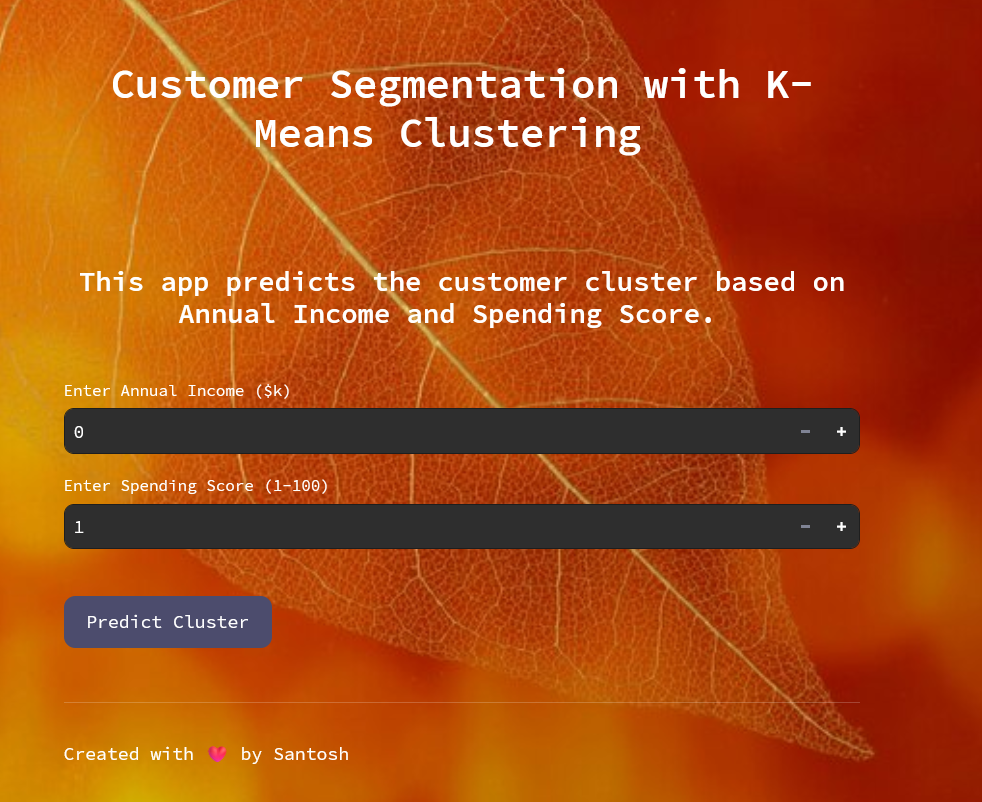 Customer Segmentation with K-
Means Clustering
This app predicts the customer cluster based on
Annual Income and Spending Score.
Enter Annual Income ($k)
0
Enter Spending Score (1-100)
1
Predict Cluster
Created with 💔 by Santosh